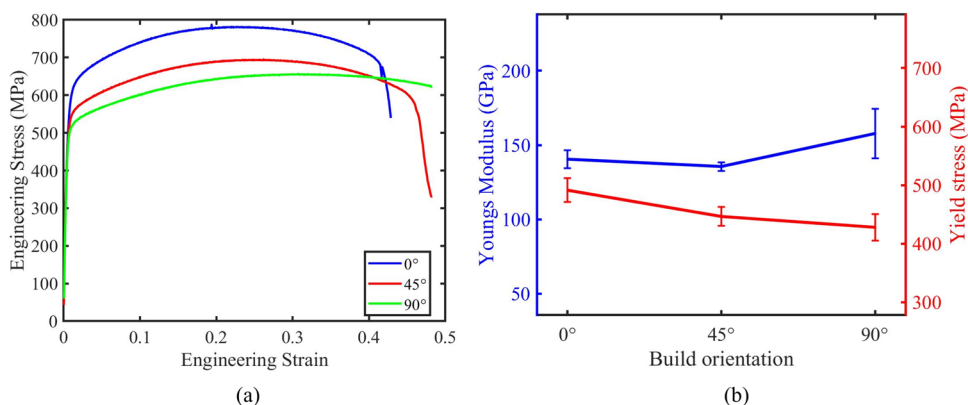 800
700
600
500
400
300
200
100
0
Engineering Stress (MPa)
0°
45°
90°
0 0.1 0.2 0.3 0.4 0.5
Engineering Strain
(a)
200
150
100
50
Youngs Modulus (GPa)
700
600
500
400
300
Yield stress (MPa)
0° 45° 90°
Build orientation
(b)